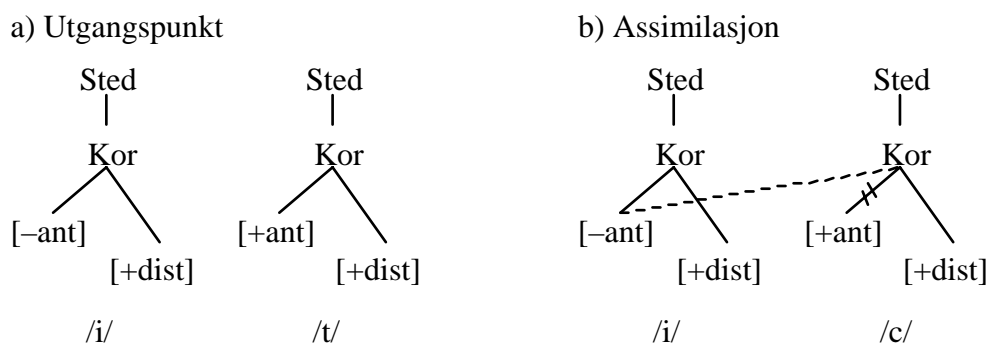 a) Utgangspunkt b) Assimilasjon
Sted Sted Sted Sted
Kor Kor Kor Kor
[–ant] [+ant] [–ant] [+ant]
[+dist] [+dist] [+dist] [+dist]
/i/ /t/ /i/ /c/